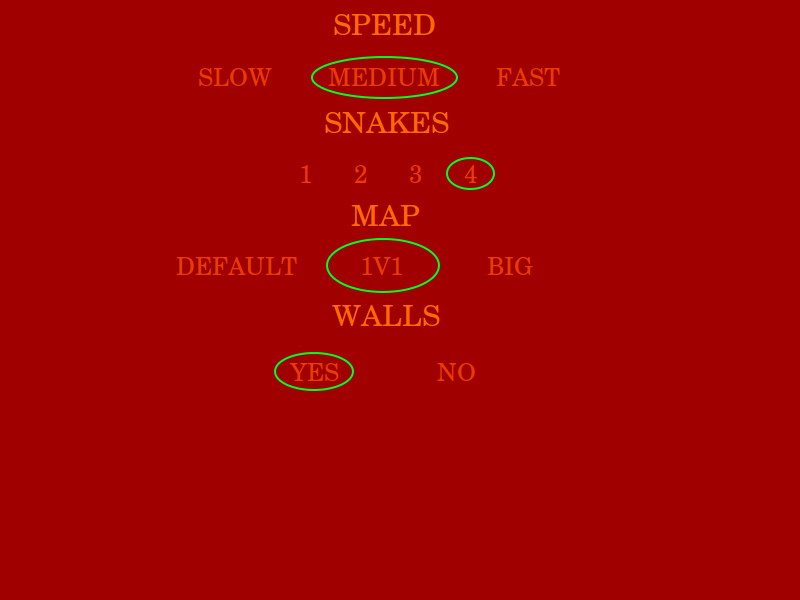 SPEED
SLOW MEDIUM FAST
SNAKES
1 2 3 4
MAP
DEFAULT 1V1 BIG
WALLS
YES NO